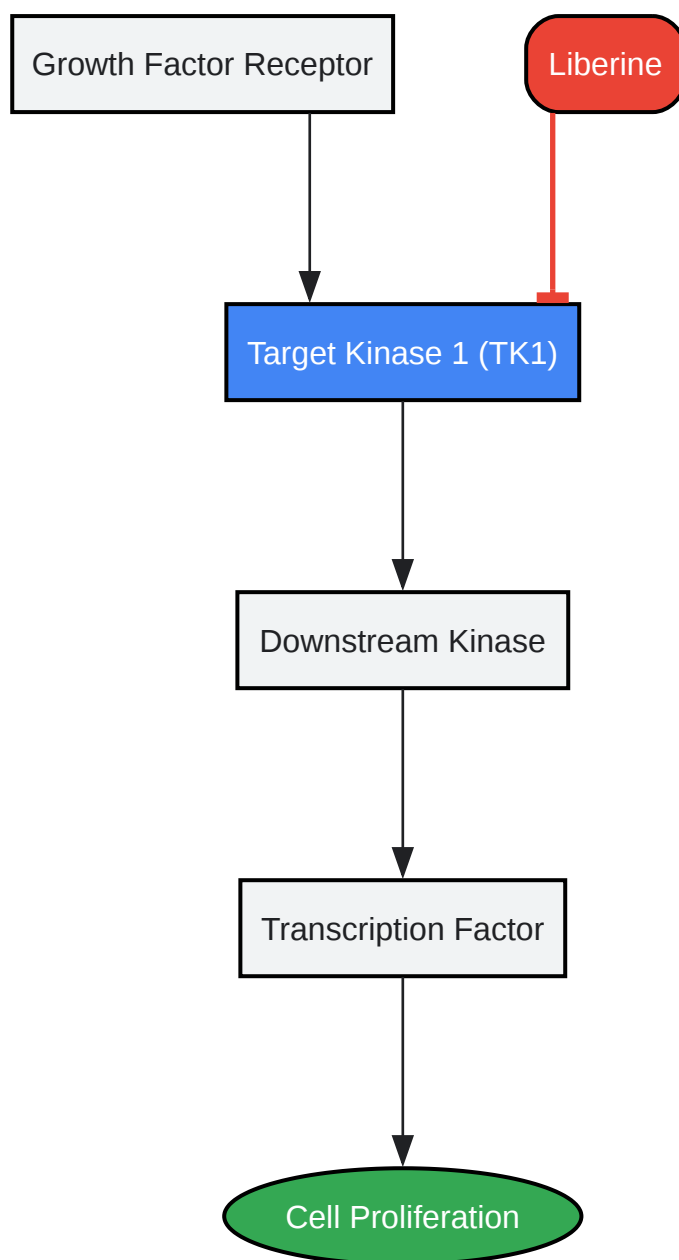 Growth Factor Receptor
Liberine
Target Kinase 1 (TK1)
Downstream Kinase
Transcription Factor
Cell Proliferation